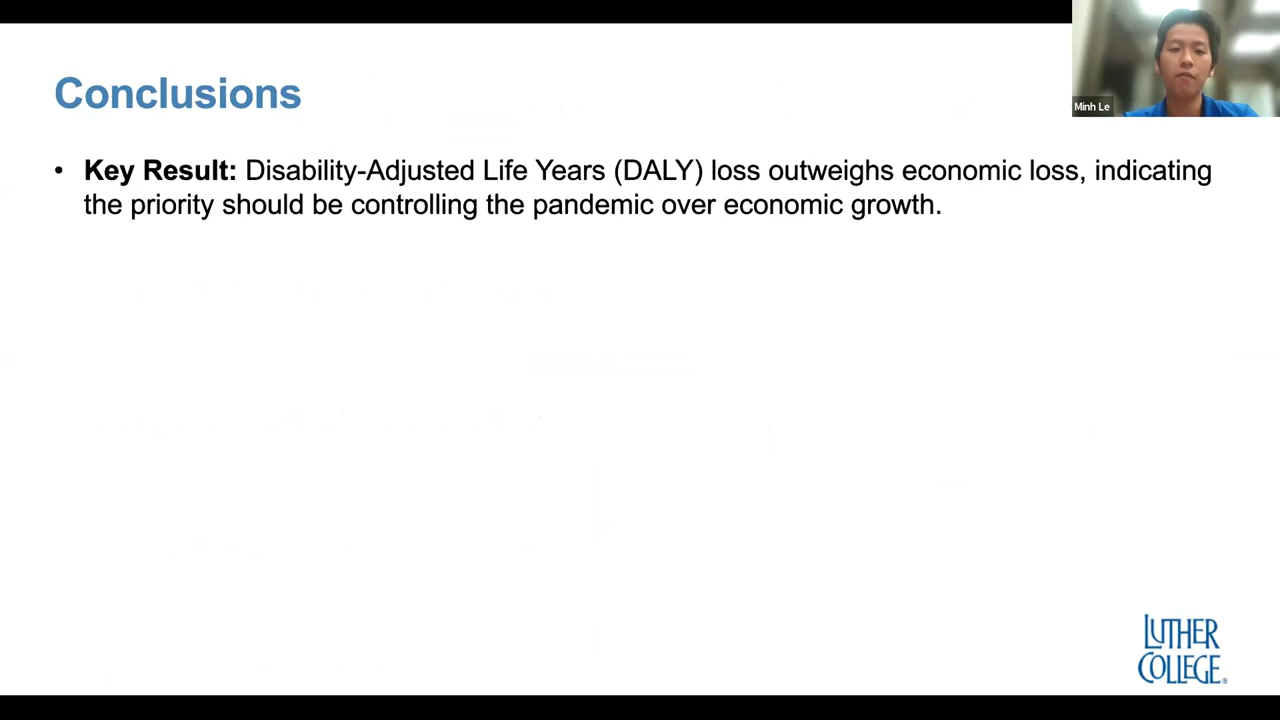 Conclusions
• Key Result: Disability-Adjusted Life Years (DALY) loss outweighs economic loss, indicating
the priority should be controlling the pandemic over economic growth.
Minh Le
LUTHER
COLLEGE®